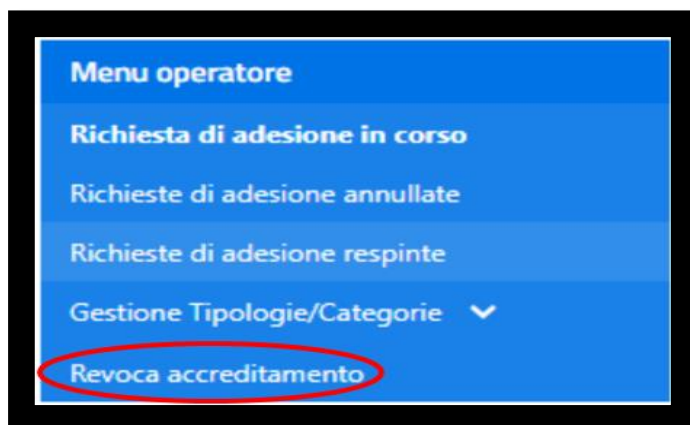 Menu operatore
Richiesta di adesione in corso
Richieste di adesione annullate
Richieste di adesione respinte
Gestione Tipologie/Categorie
Revoca accreditamento